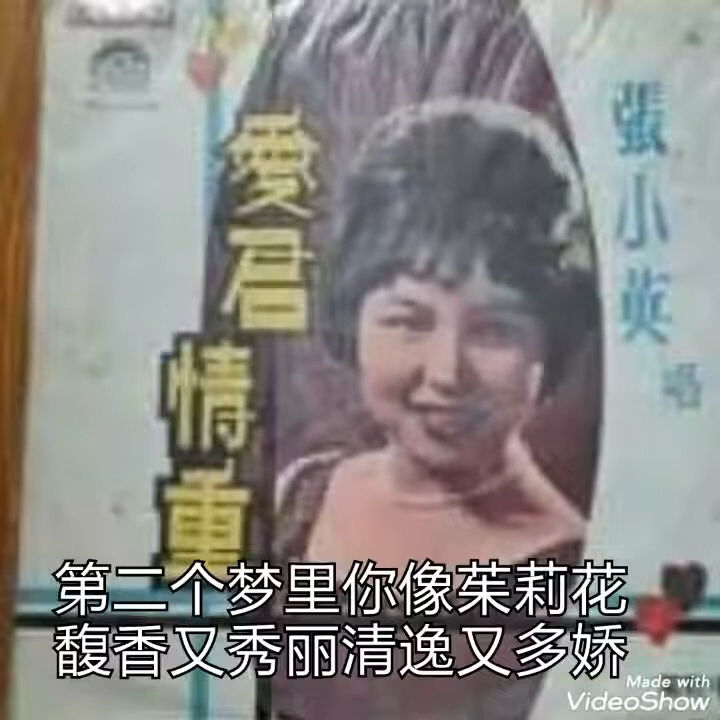 愛君情重
張小英
唱
第二个梦里你像茱莉花
馥香又秀丽清逸又多娇
Made with
VideoShow